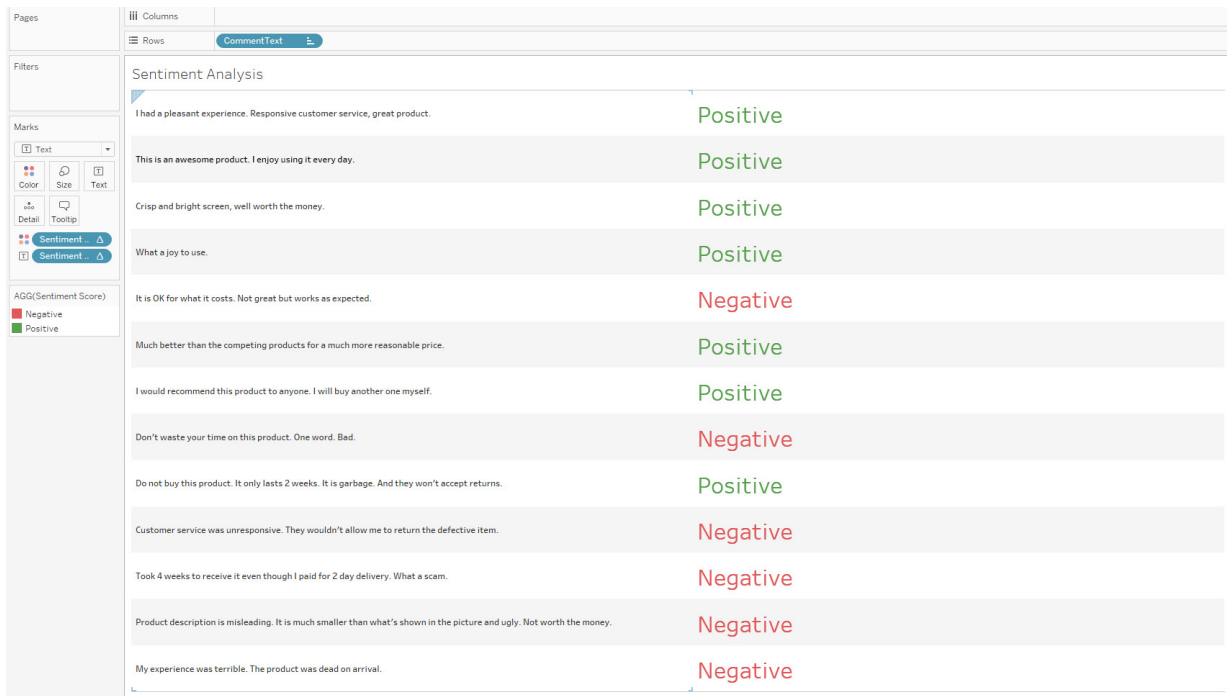 Pages
Columns
Rows
CommentText
Filters
Marks
Text
Color Size Text
Detail Tooltip
Sentiment ..
Sentiment ..
AGG(Sentiment Score)
Negative
Positive
Sentiment Analysis
I had a pleasant experience. Responsive customer service, great product. Positive
This is an awesome product. I enjoy using it every day. Positive
Crisp and bright screen, well worth the money. Positive
What a joy to use. Positive
It is OK for what it costs. Not great but works as expected. Negative
Much better than the competing products for a much more reasonable price. Positive
I would recommend this product to anyone. I will buy another one myself. Positive
Don't waste your time on this product. One word. Bad. Negative
Do not buy this product. It only lasts 2 weeks. It is garbage. And they won't accept returns. Positive
Customer service was unresponsive. They wouldn't allow me to return the defective item. Negative
Took 4 weeks to receive it even though I paid for 2 day delivery. What a scam. Negative
Product description is misleading. It is much smaller than what's shown in the picture and ugly. Not worth the money. Negative
My experience was terrible. The product was dead on arrival. Negative